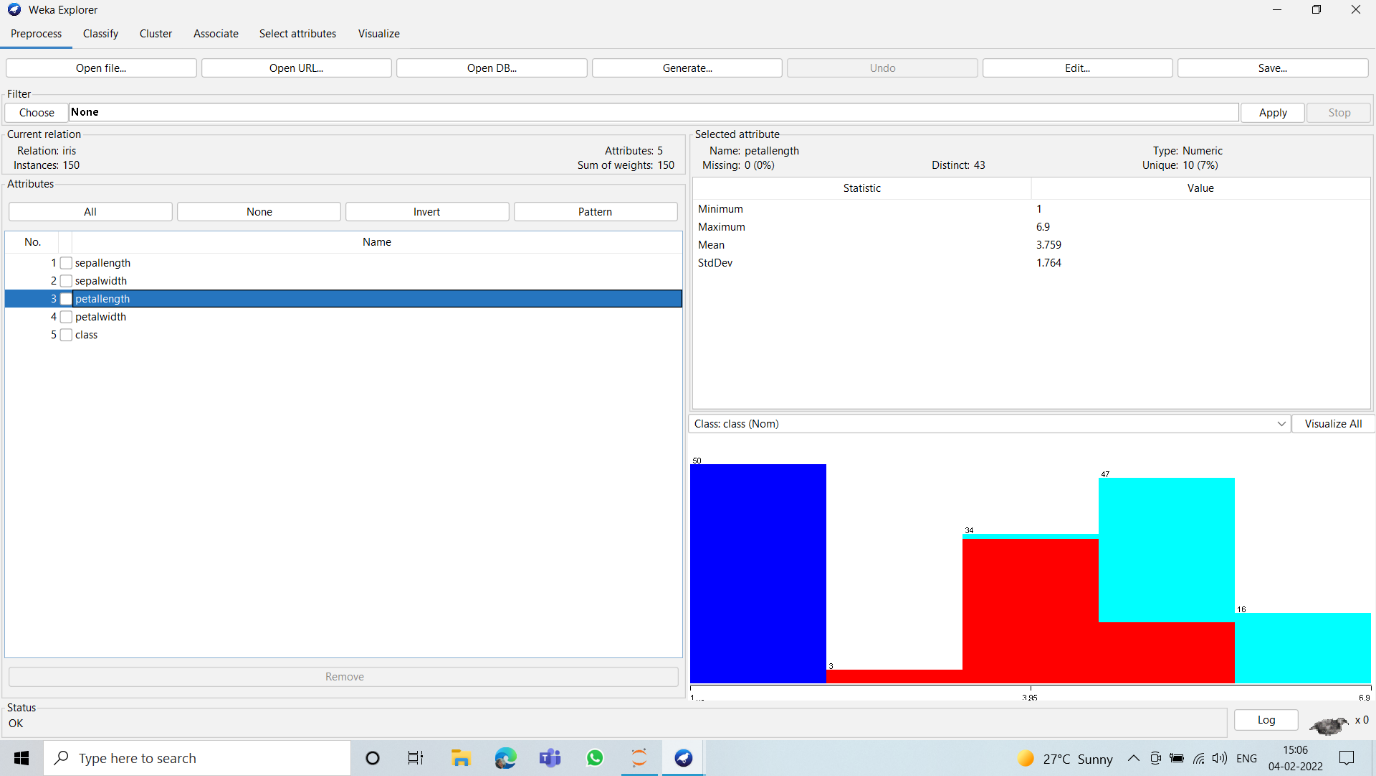 Weka Explorer
Preprocess Classify Cluster Associate Select attributes Visualize
Open file... Open URL... Open DB... Generate... Undo Edit... Save...
Filter
Choose None Apply Stop
Current relation
Relation: iris Attributes: 5
Instances: 150 Sum of weights: 150
Selected attribute
Name: petallength Type: Numeric
Missing: 0 (0%) Distinct: 43 Unique: 10 (7%)
Attributes
All None Invert Pattern
No. Name
1 sepallength
2 sepalwidth
3 petallength
4 petalwidth
5 class
Remove
Statistic Value
Minimum 1
Maximum 6.9
Mean 3.759
StdDev 1.764
Class: class (Nom) Visualize All
50
47
34
16
3
1 3.95 6.9
Status
OK
Log x 0
Type here to search
27°C Sunny
ENG
15:06
04-02-2022